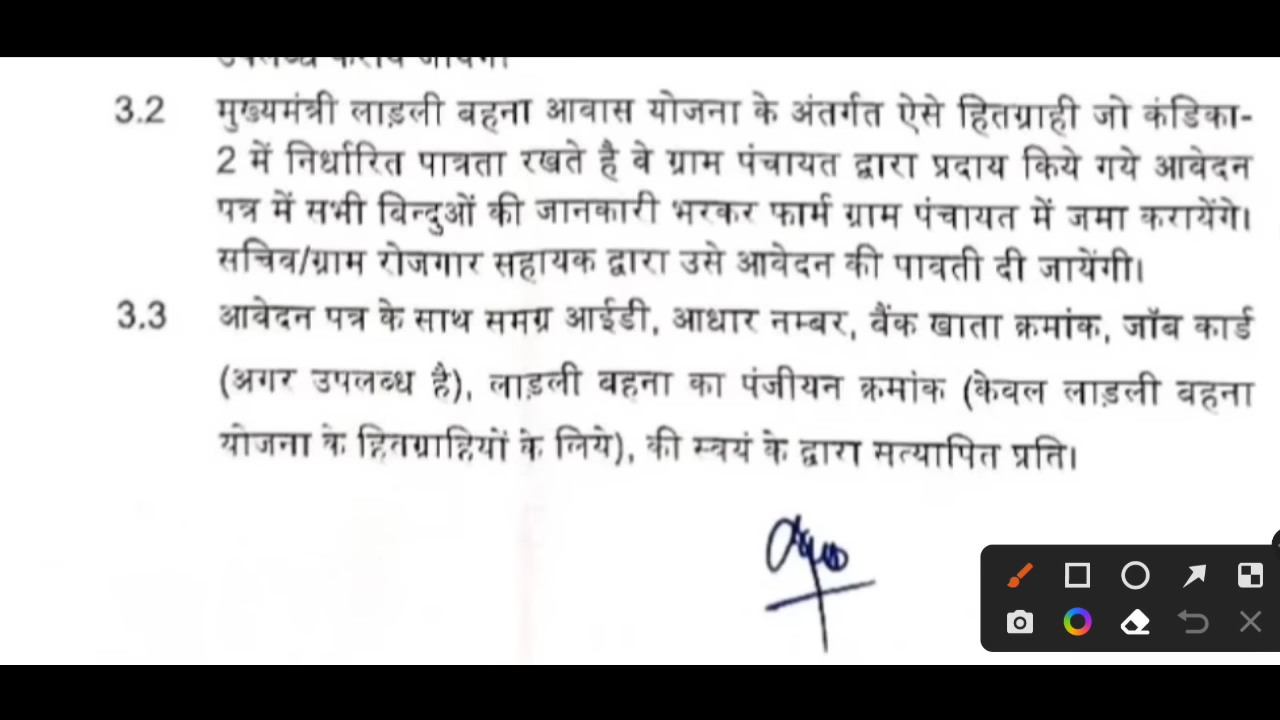 3.2 मुख्यमंत्री लाड़ली बहना आवास योजना के अंतर्गत ऐसे हितग्राही जो कंडिका-
2 में निर्धारित पात्रता रखते है वे ग्राम पंचायत द्वारा प्रदाय किये गये आवेदन
पत्र में सभी बिन्दुओं की जानकारी भरकर फार्म ग्राम पंचायत में जमा करायेंगे।
सचिव/ग्राम रोजगार सहायक द्वारा उसे आवेदन की पावती दी जायेंगी।
3.3 आवेदन पत्र के साथ समग्र आईडी, आधार नम्बर, बैंक खाता क्रमांक, जॉब कार्ड
(अगर उपलब्ध है), लाड़ली बहना का पंजीयन क्रमांक (केवल लाड़ली बहना
योजना के हितग्राहियों के लिये), की स्वयं के द्वारा सत्यापित प्रति।